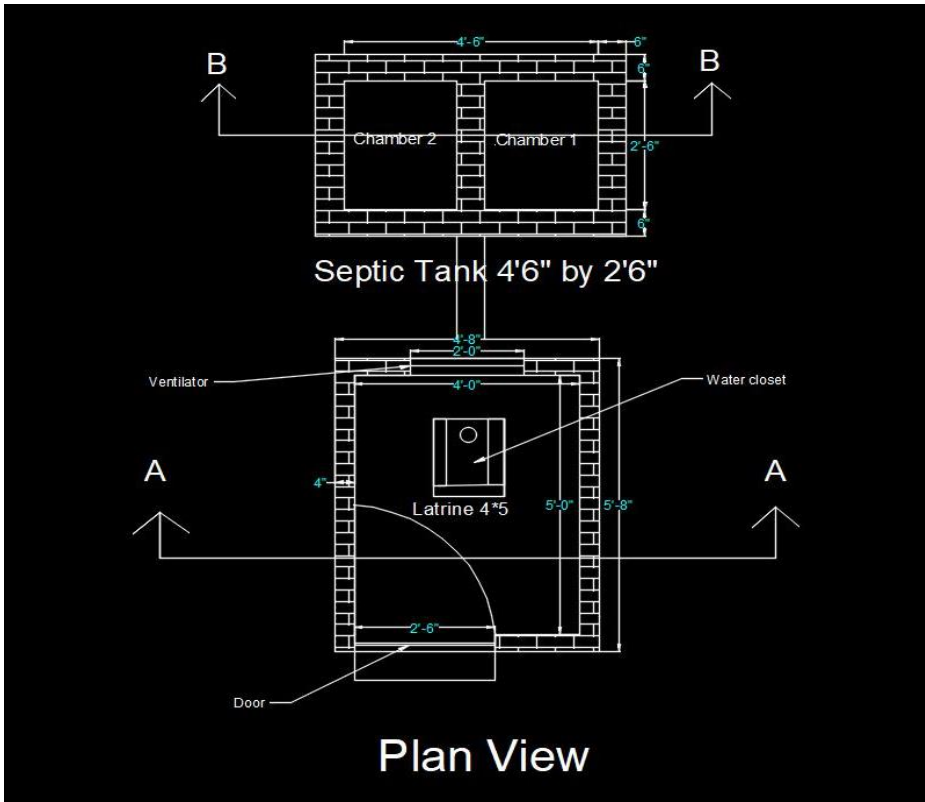 4'-6"
6"
B
B
6"
Chamber 2
.Chamber 1
2'-6"
6"
Septic Tank 4'6" by 2'6"
4'-8"
2'-0"
Ventilator
4'-0"
Water closet
A
A
4"
Latrine 4*5
5'-0"
5'-8"
2'-6"
Door
Plan View